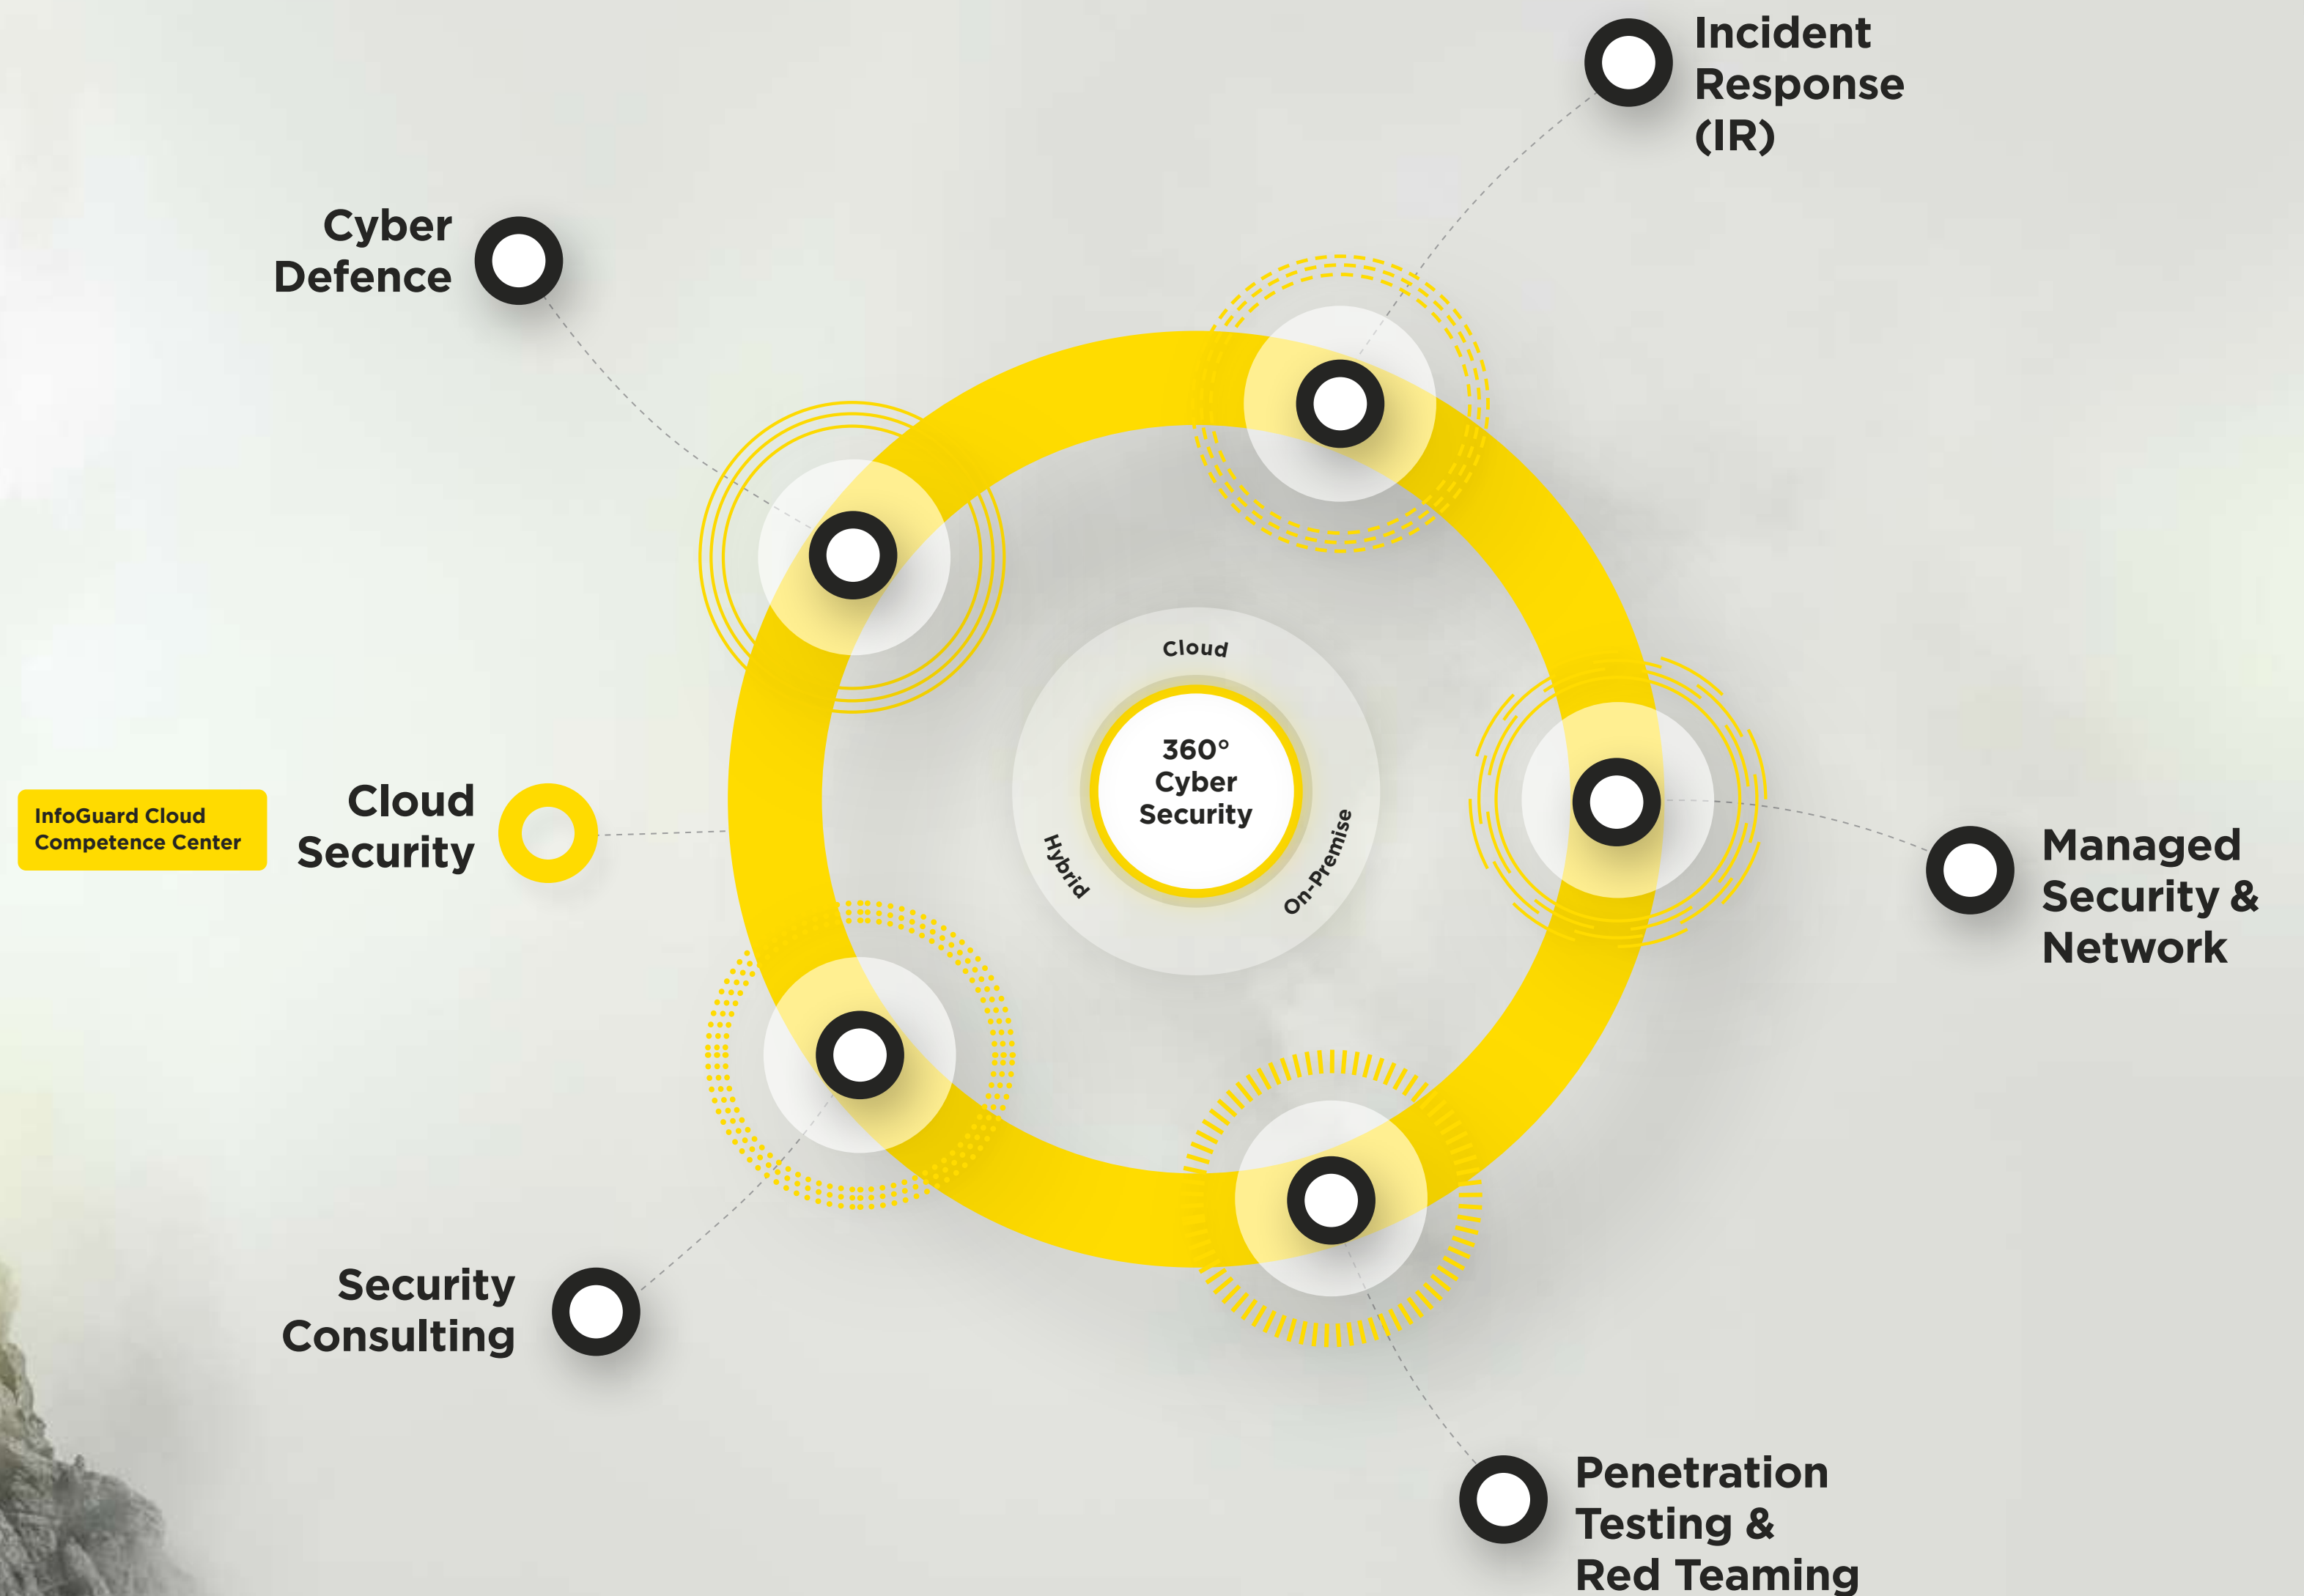 Incident
Response
(IR)
Cyber
Defence
Cloud
360°
Cyber
Security
Hybrid
On-Premise
InfoGuard Cloud
Competence Center
Cloud
Security
Managed
Security &
Network
Security
Consulting
Penetration
Testing &
Red Teaming